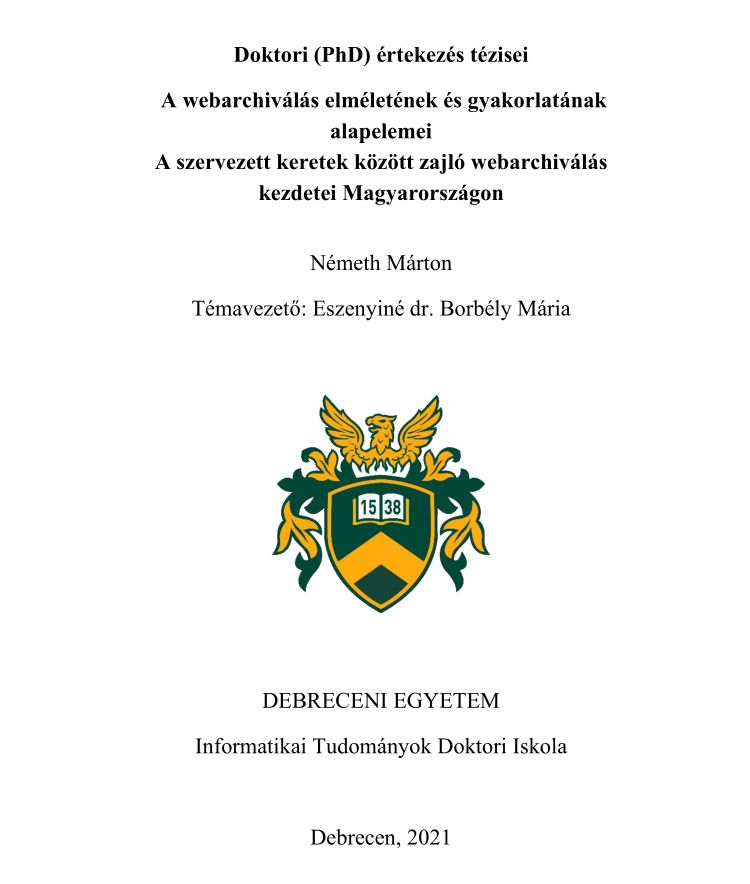 Doktori (PhD) értekezés tézisei
A webarchiválás elméletének és gyakorlatának
alapelemei
A szervezett keretek között zajló webarchiválás
kezdetei Magyarországon
Németh Márton
Témavezető: Eszenyiné dr. Borbély Mária
15 38
DEBRECENI EGYETEM
Informatikai Tudományok Doktori Iskola
Debrecen, 2021